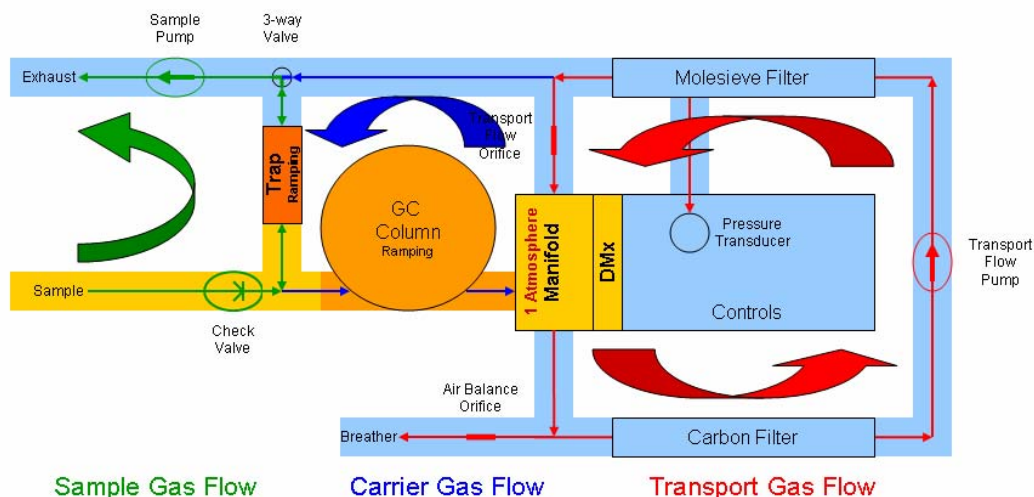 Sample
Pump
3-way
Valve
Exhaust
Molesieve Filter
Transport
Flow
Orifice
Trap
Ramping
GC
Column
Ramping
1 Atmosphere
Manifold
DMx
Pressure
Transducer
Transport
Flow
Pump
Sample
Controls
Check
Valve
Air Balance
Orifice
Breather
Carbon Filter
Sample Gas Flow
Carrier Gas Flow
Transport Gas Flow